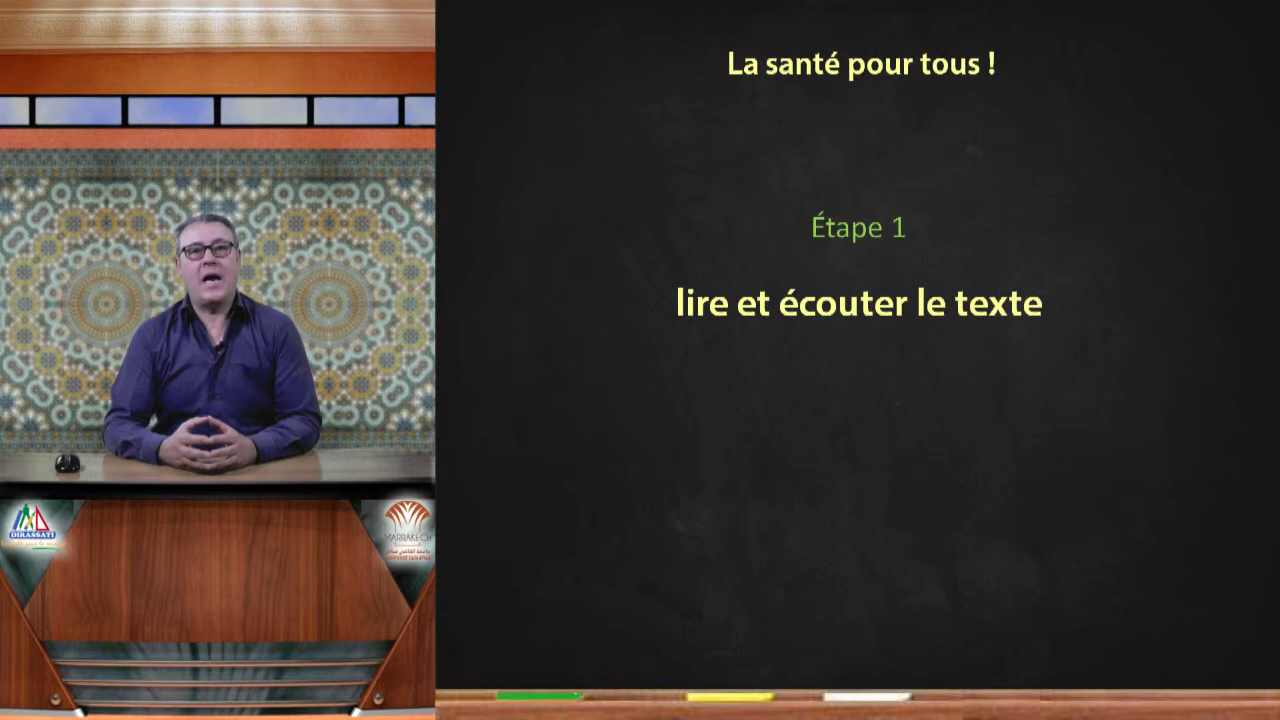 La santé pour tous !
Étape 1
lire et écouter le texte
DIRASSATI
MARRAKECH